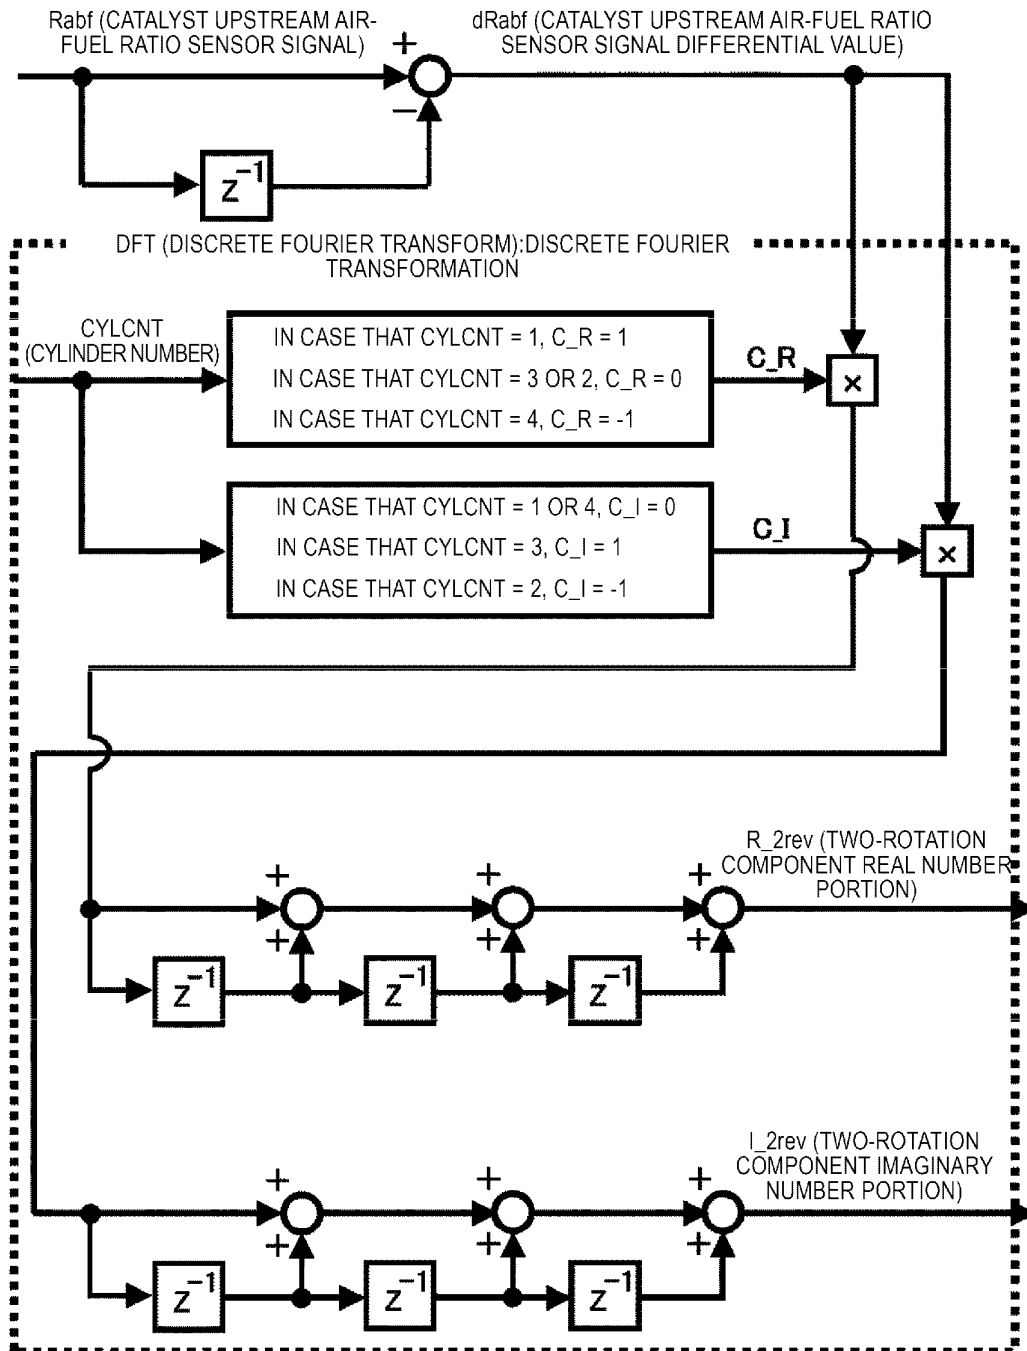 Rabf (CATALYST UPSTREAM AIR-
FUEL RATIO SENSOR SIGNAL)
dRabf (CATALYST UPSTREAM AIR-FUEL RATIO
SENSOR SIGNAL DIFFERENTIAL VALUE)
+
−
z⁻¹
DFT (DISCRETE FOURIER TRANSFORM):DISCRETE FOURIER
TRANSFORMATION
CYLCNT
(CYLINDER NUMBER)
IN CASE THAT CYLCNT = 1, C_R = 1
IN CASE THAT CYLCNT = 3 OR 2, C_R = 0
IN CASE THAT CYLCNT = 4, C_R = -1
C_R
×
IN CASE THAT CYLCNT = 1 OR 4, C_I = 0
IN CASE THAT CYLCNT = 3, C_I = 1
IN CASE THAT CYLCNT = 2, C_I = -1
C_I
×
R_2rev (TWO-ROTATION
COMPONENT REAL NUMBER
PORTION)
+ + +
+ + +
z⁻¹ z⁻¹ z⁻¹
I_2rev (TWO-ROTATION
COMPONENT IMAGINARY
NUMBER PORTION)
+ + +
+ + +
z⁻¹ z⁻¹ z⁻¹